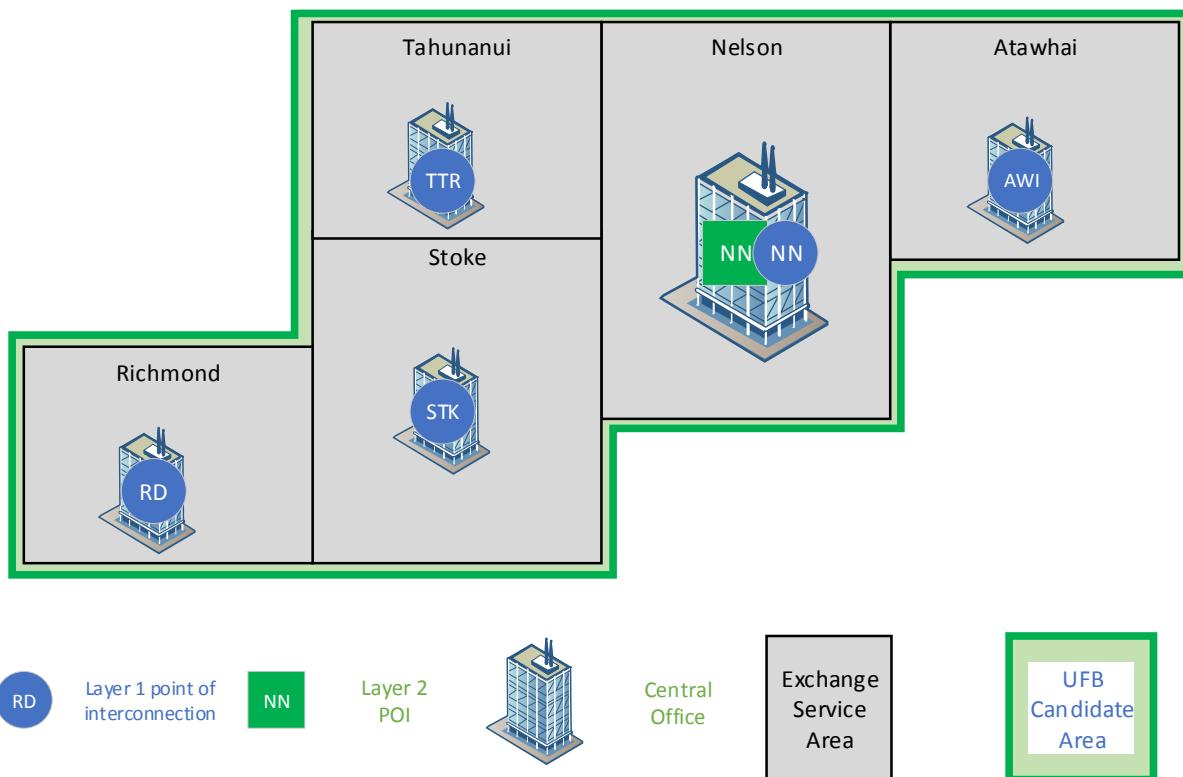 Tahunanui
Nelson
Atawhai
TTR
AWI
NN
NN
Stoke
Richmond
STK
RD
RD
Layer 1 point of
interconnection
NN
Layer 2
POI
Central
Office
Exchange
Service
Area
UFB
Candidate
Area